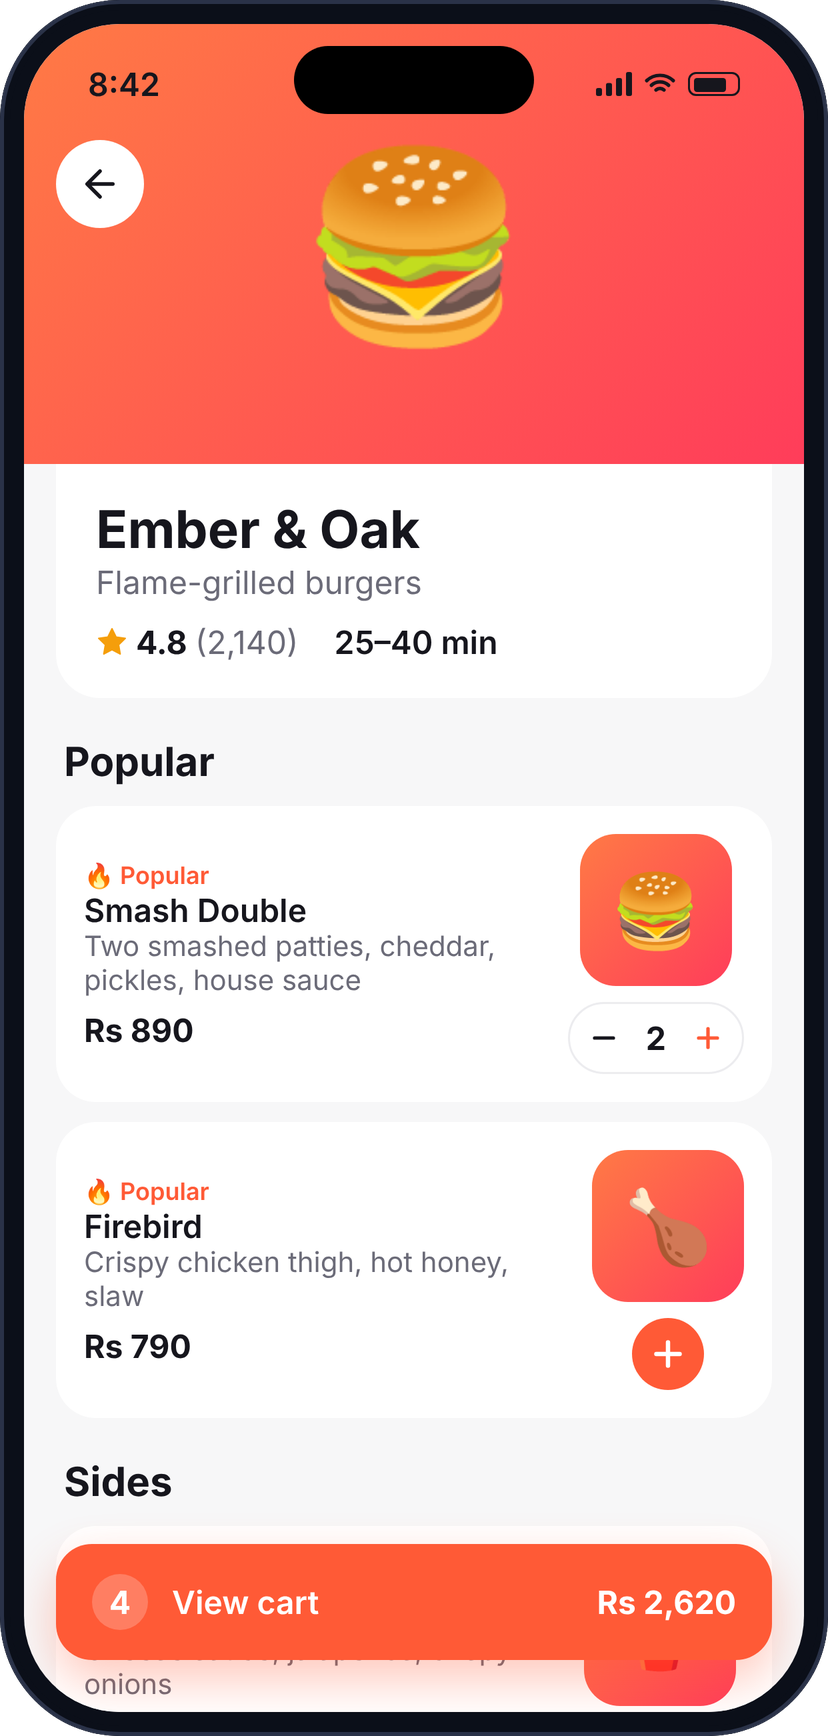 8:42
Ember & Oak
Flame-grilled burgers
4.8 (2,140) 25–40 min
Popular
🔥 Popular
Smash Double
Two smashed patties, cheddar,
pickles, house sauce
Rs 890
2
🔥 Popular
Firebird
Crispy chicken thigh, hot honey,
slaw
Rs 790
Sides
4 View cart Rs 2,620
onions